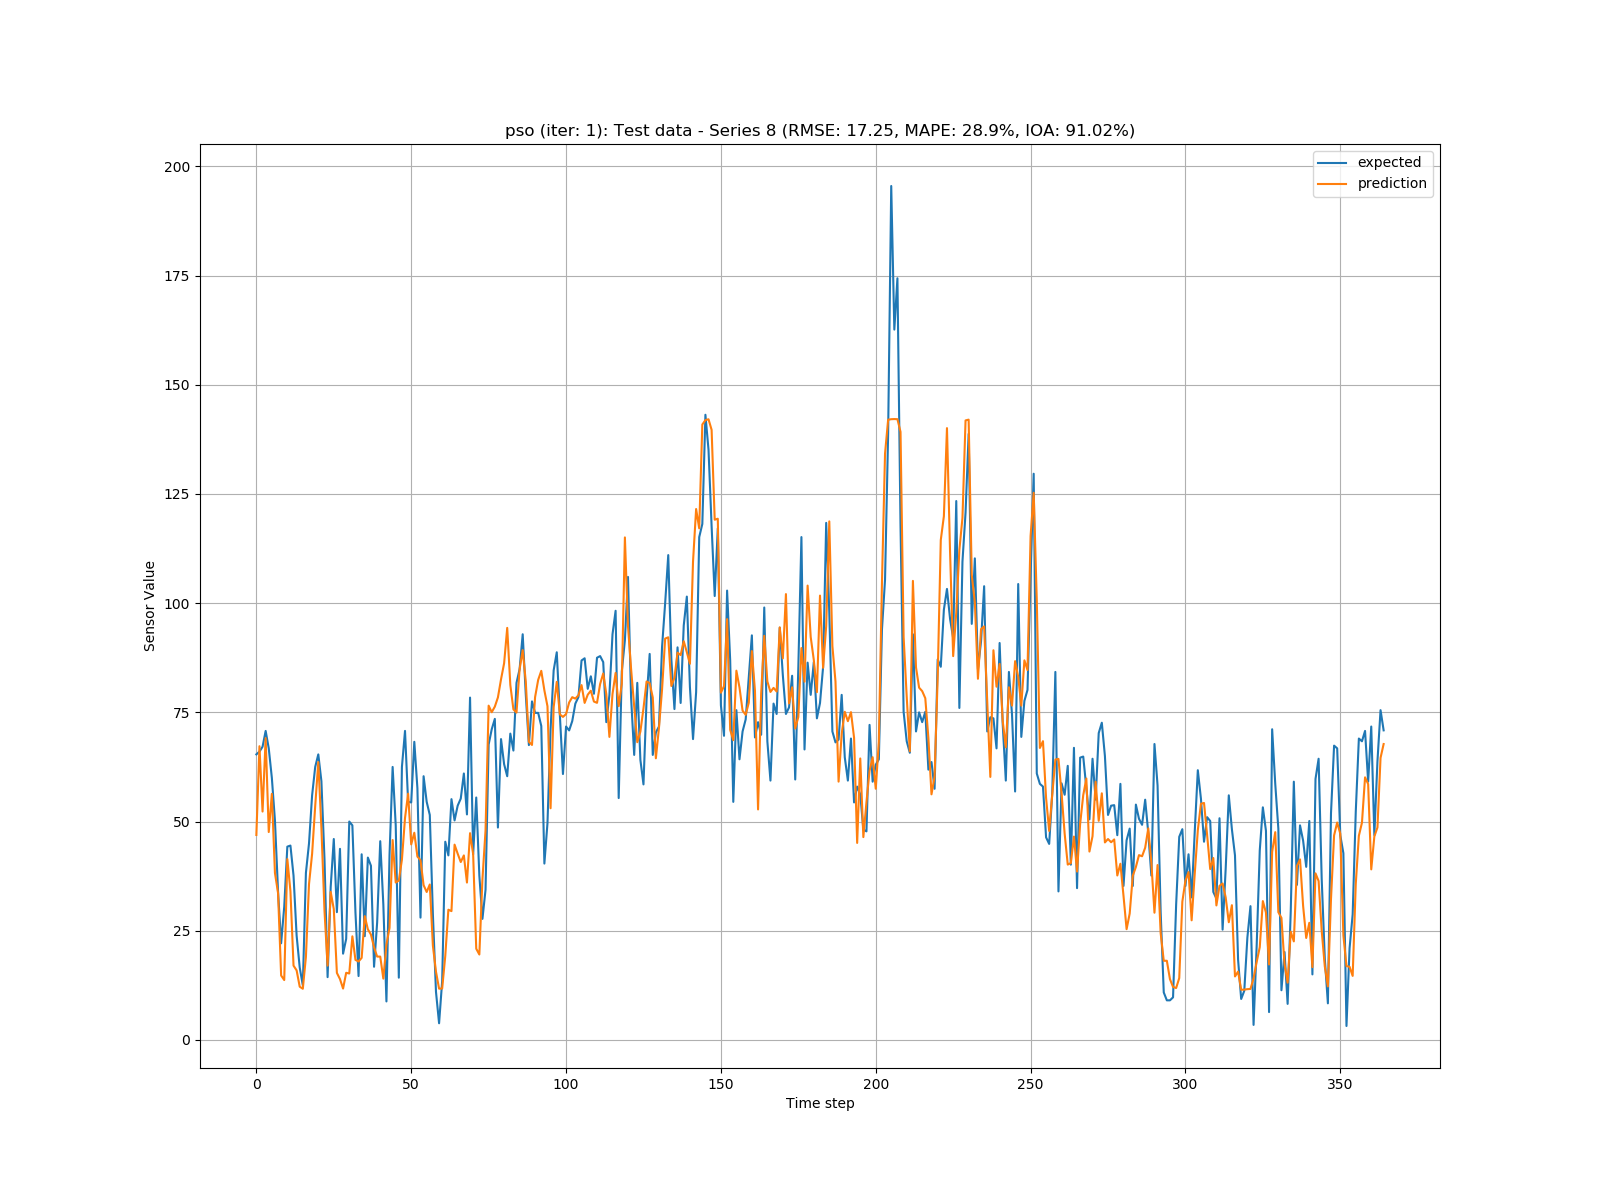 pso (iter: 1): Test data - Series 8 (RMSE: 17.25, MAPE: 28.9%, IOA: 91.02%)
expected
prediction
200
175
150
125
100
75
50
25
0
Sensor Value
0 50 100 150 200 250 300 350
Time step